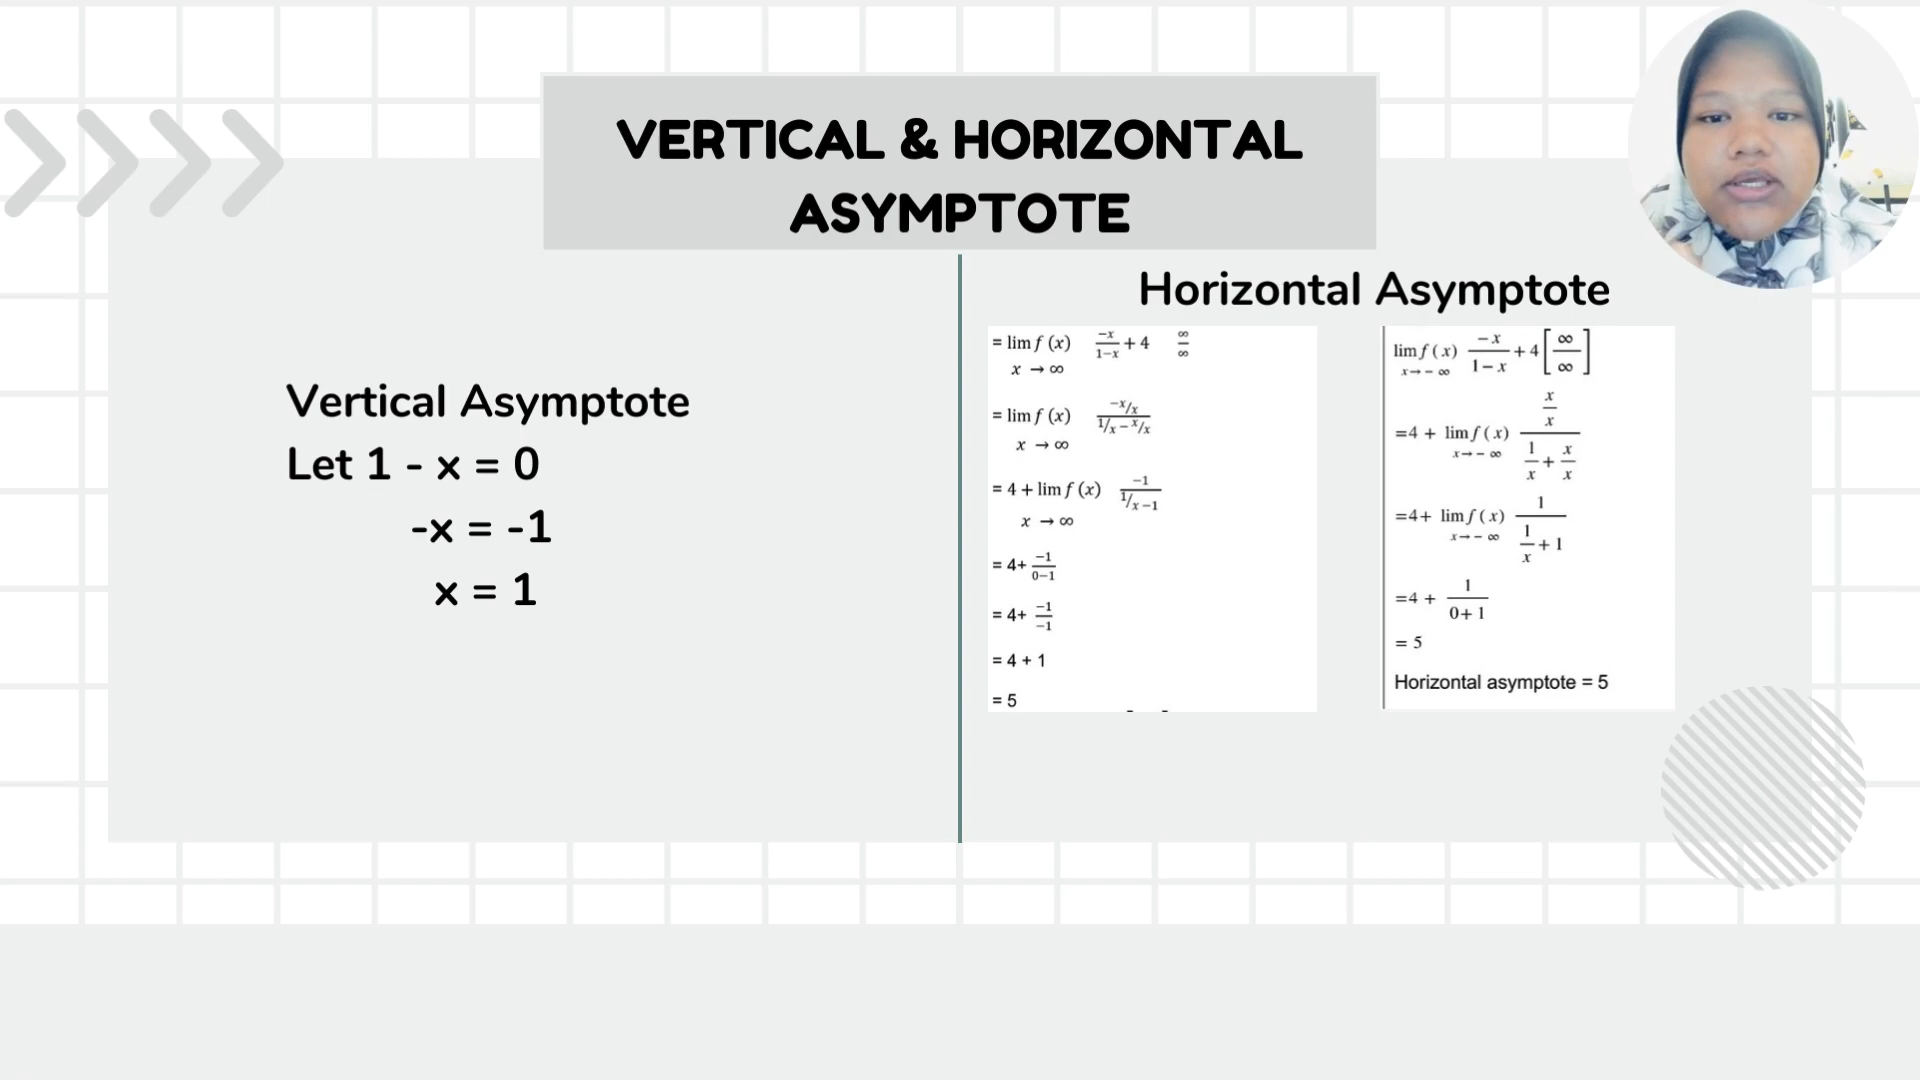 VERTICAL & HORIZONTAL
ASYMPTOTE
Vertical Asymptote
Let 1 - x = 0
-x = -1
x = 1
Horizontal Asymptote
= lim f (x) −x/1−x + 4 ∞/∞
x → ∞
= lim f (x) −x/x / 1/x − x/x
x → ∞
= 4 + lim f (x) −1 / 1/x −1
x → ∞
= 4+ −1/0−1
= 4+ −1/−1
= 4 + 1
= 5
lim f ( x ) −x/1−x + 4 [∞/∞]
x→− ∞
=4 + lim f ( x ) x/x / 1/x + x/x
x→− ∞
=4+ lim f ( x ) 1 / 1/x + 1
x→− ∞
=4 + 1/0+ 1
= 5
Horizontal asymptote = 5